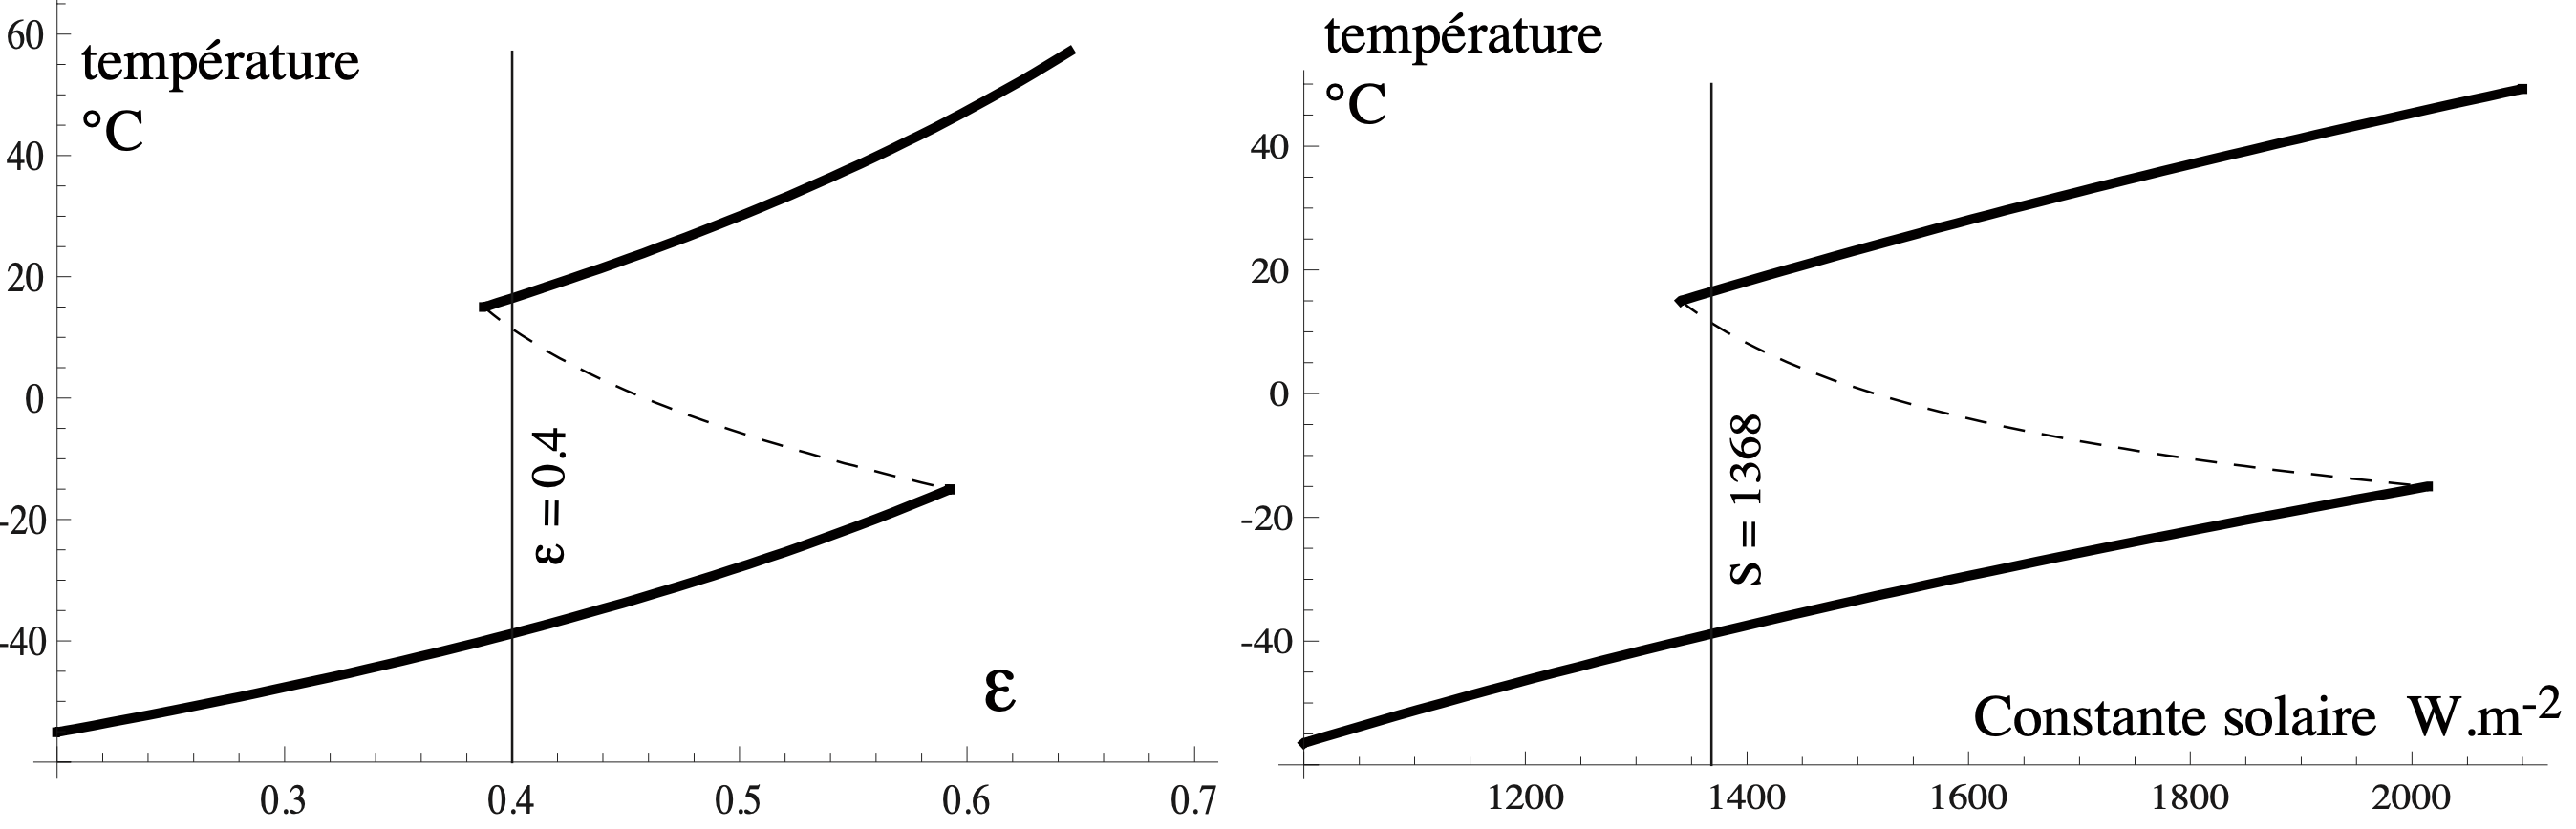 température
°C
60
40
20
0
-20
-40
ε = 0.4
ε
0.3 0.4 0.5 0.6 0.7
température
°C
40
20
0
-20
-40
S = 1368
Constante solaire W.m-2
1200 1400 1600 1800 2000